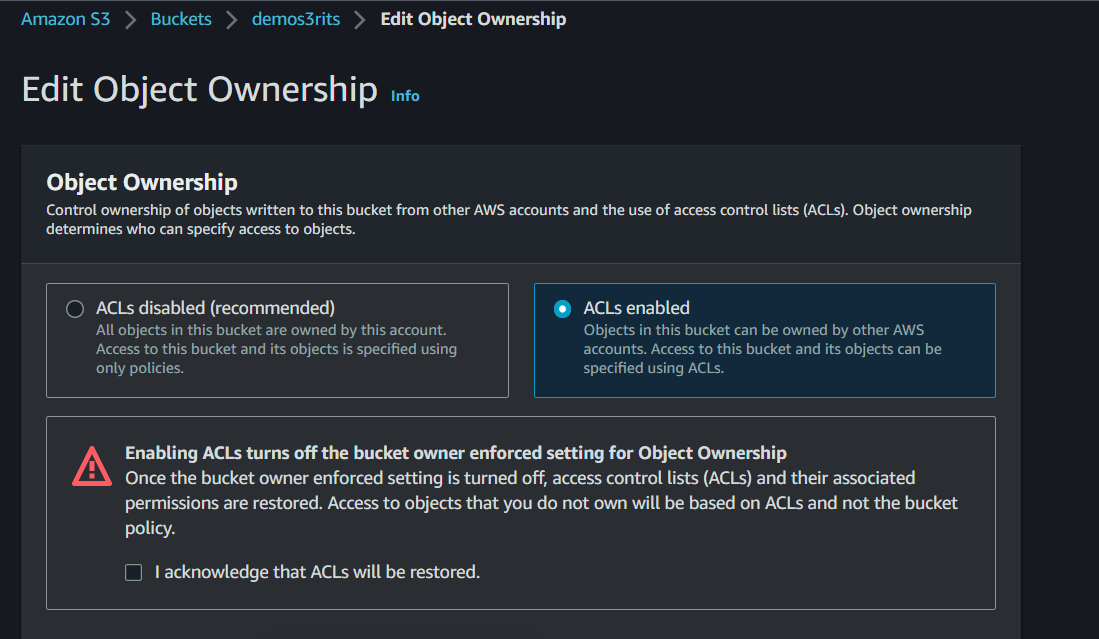 Amazon S3 > Buckets > demos3rits > Edit Object Ownership
Edit Object Ownership Info
Object Ownership
Control ownership of objects written to this bucket from other AWS accounts and the use of access control lists (ACLs). Object ownership
determines who can specify access to objects.
ACLs disabled (recommended)
All objects in this bucket are owned by this account.
Access to this bucket and its objects is specified using
only policies.
ACLs enabled
Objects in this bucket can be owned by other AWS
accounts. Access to this bucket and its objects can be
specified using ACLs.
Enabling ACLs turns off the bucket owner enforced setting for Object Ownership
Once the bucket owner enforced setting is turned off, access control lists (ACLs) and their associated
permissions are restored. Access to objects that you do not own will be based on ACLs and not the bucket
policy.
I acknowledge that ACLs will be restored.